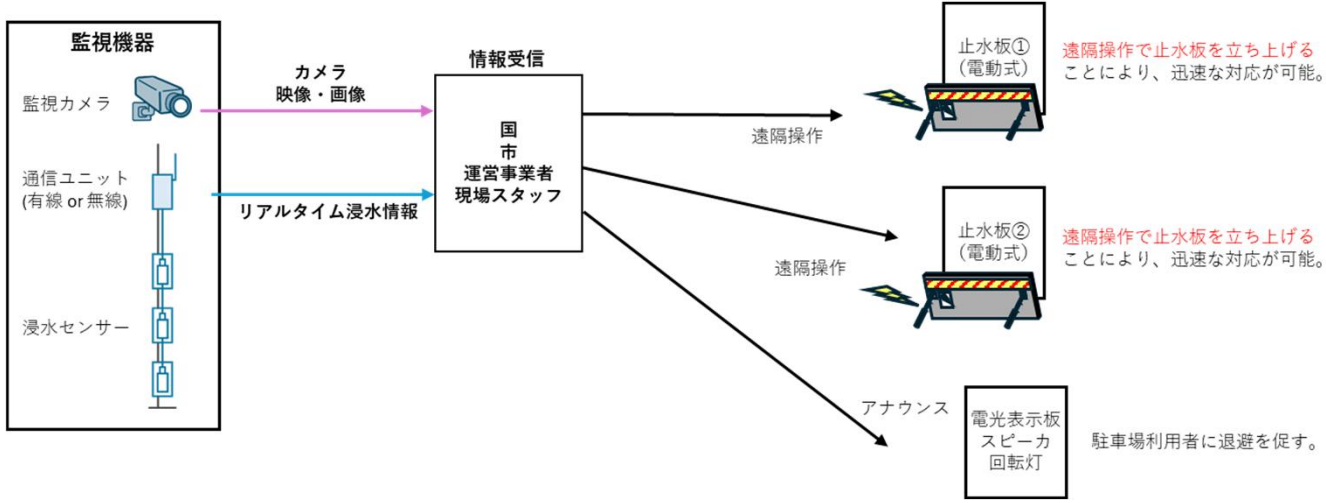 監視機器
監視カメラ
通信ユニット
(有線 or 無線)
浸水センサー
カメラ
映像・画像
リアルタイム浸水情報
情報受信
国
市
運営事業者
現場スタッフ
遠隔操作
止水板①
(電動式)
遠隔操作で止水板を立ち上げる
ことにより、迅速な対応が可能。
遠隔操作
止水板②
(電動式)
遠隔操作で止水板を立ち上げる
ことにより、迅速な対応が可能。
アナウンス
電光表示板
スピーカ
回転灯
駐車場利用者に退避を促す。